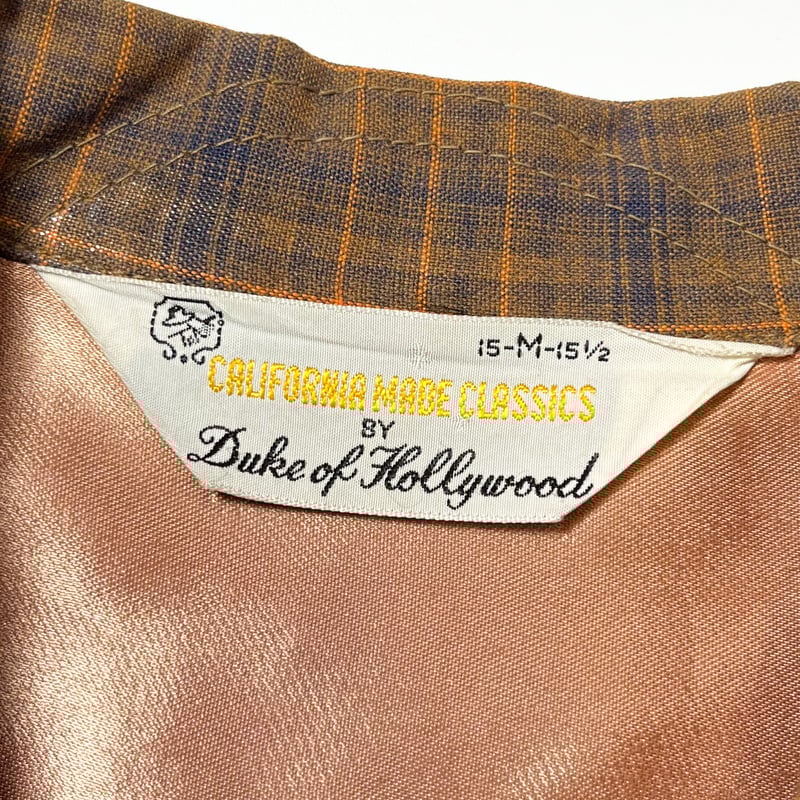 15-M-15½
CALIFORNIA MADE CLASSICS
BY
Duke of Hollywood